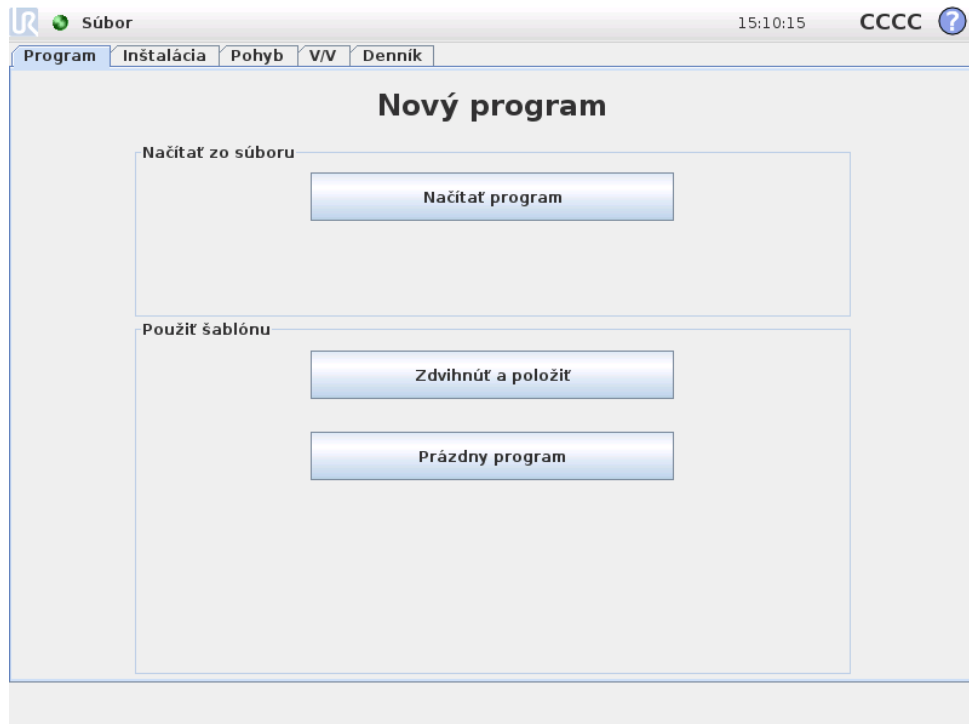 UR Súbor 15:10:15 CCCC ?
Program Inštalácia Pohyb V/V Denník
Nový program
Načítať zo súboru
Načítať program
Použiť šablónu
Zdvihnúť a položiť
Prázdny program